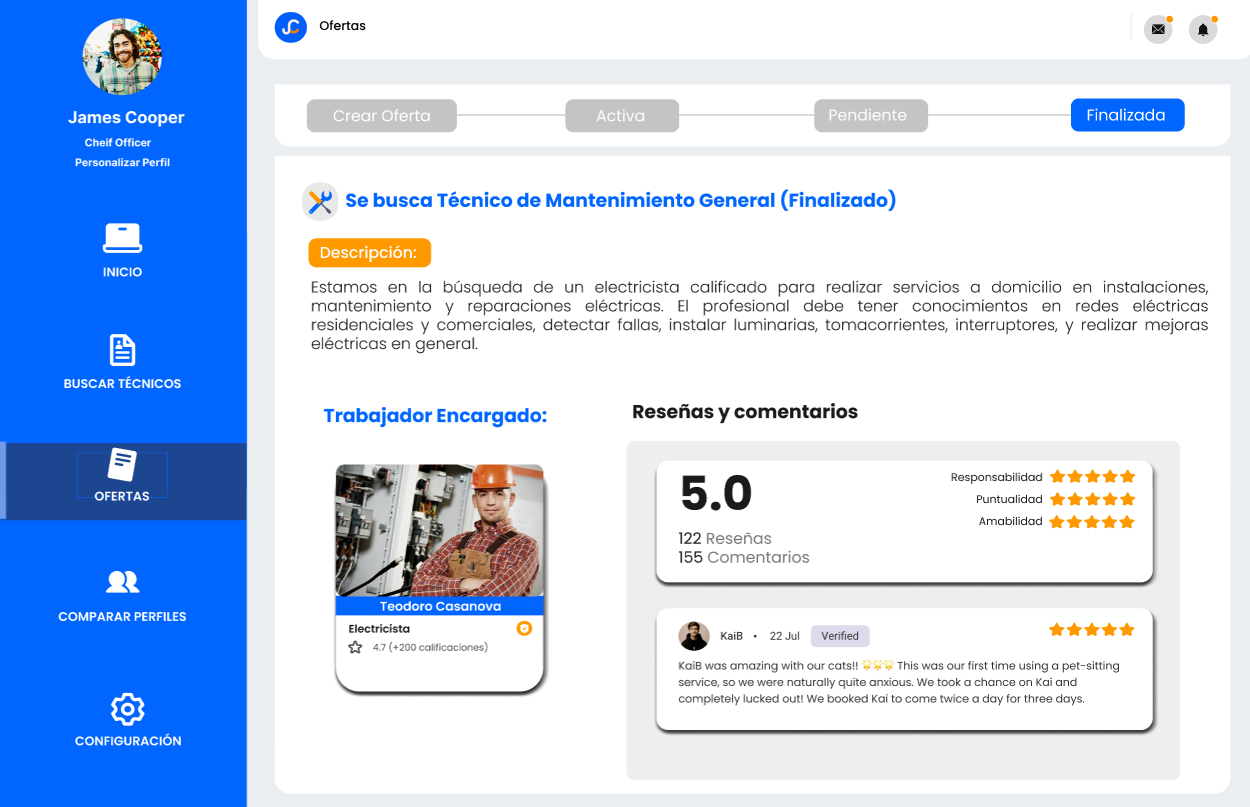 James Cooper
Cheif Officer
Personalizar Perfil
INICIO
BUSCAR TÉCNICOS
OFERTAS
COMPARAR PERFILES
CONFIGURACIÓN
JC
Ofertas
Crear Oferta
Activa
Pendiente
Finalizada
Se busca Técnico de Mantenimiento General (Finalizado)
Descripción:
Estamos en la búsqueda de un electricista calificado para realizar servicios a domicilio en instalaciones,
mantenimiento y reparaciones eléctricas. El profesional debe tener conocimientos en redes eléctricas
residenciales y comerciales, detectar fallas, instalar luminarias, tomacorrientes, interruptores, y realizar mejoras
eléctricas en general.
Trabajador Encargado:
Teodoro Casanova
Electricista
4.7 (+200 calificaciones)
Reseñas y comentarios
5.0
122 Reseñas
155 Comentarios
Responsabilidad
Puntualidad
Amabilidad
KaiB • 22 Jul Verified
KaiB was amazing with our cats!! 🌟🌟🌟 This was our first time using a pet-sitting
service, so we were naturally quite anxious. We took a chance on Kai and
completely lucked out! We booked Kai to come twice a day for three days.